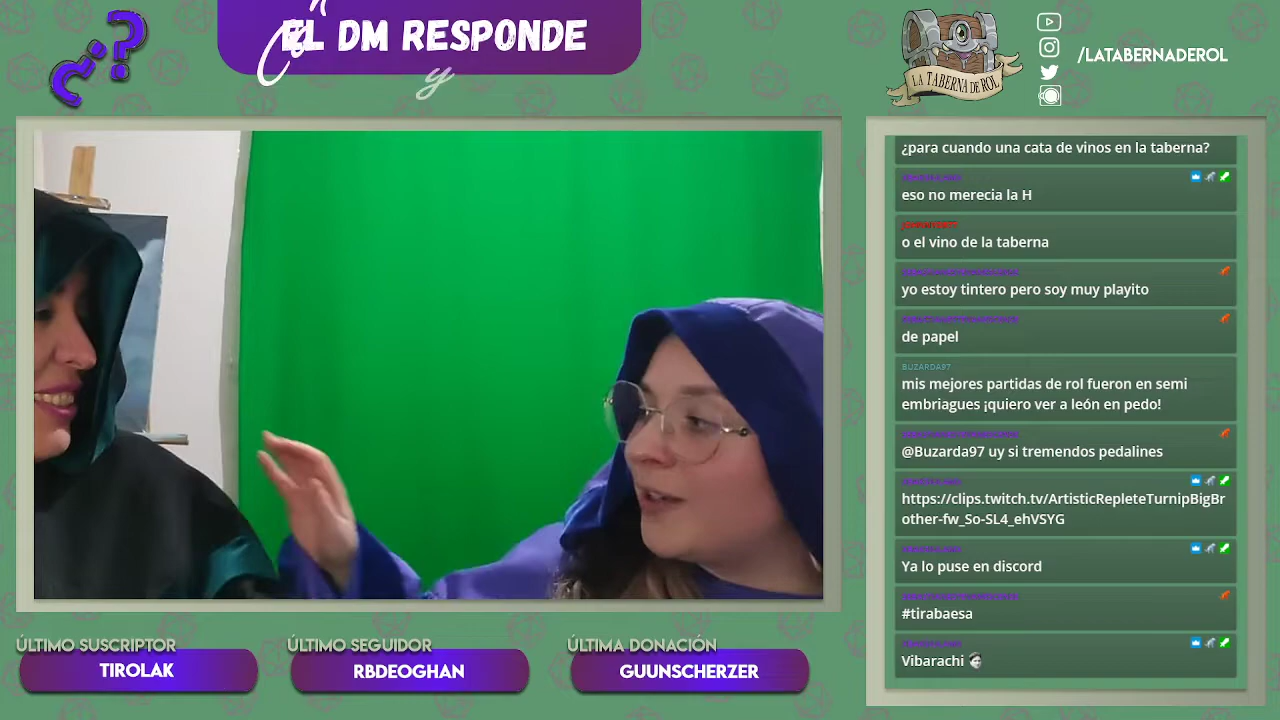 ¿?
EL DM RESPONDE
y
LA TABERNA DE ROL
/LATABERNADEROL
¿para cuando una cata de vinos en la taberna?
eso no merecia la H
o el vino de la taberna
yo estoy tintero pero soy muy playito
de papel
BUZARDA97
mis mejores partidas de rol fueron en semi
embriagues ¡quiero ver a león en pedo!
@Buzarda97 uy si tremendos pedalines
https://clips.twitch.tv/ArtisticRepleteTurnipBigBr
other-fw_So-SL4_ehVSYG
Ya lo puse en discord
#tirabaesa
Vibarachi
ÚLTIMO SUSCRIPTOR
TIROLAK
ÚLTIMO SEGUIDOR
RBDEOGHAN
ÚLTIMA DONACIÓN
GUUNSCHERZER